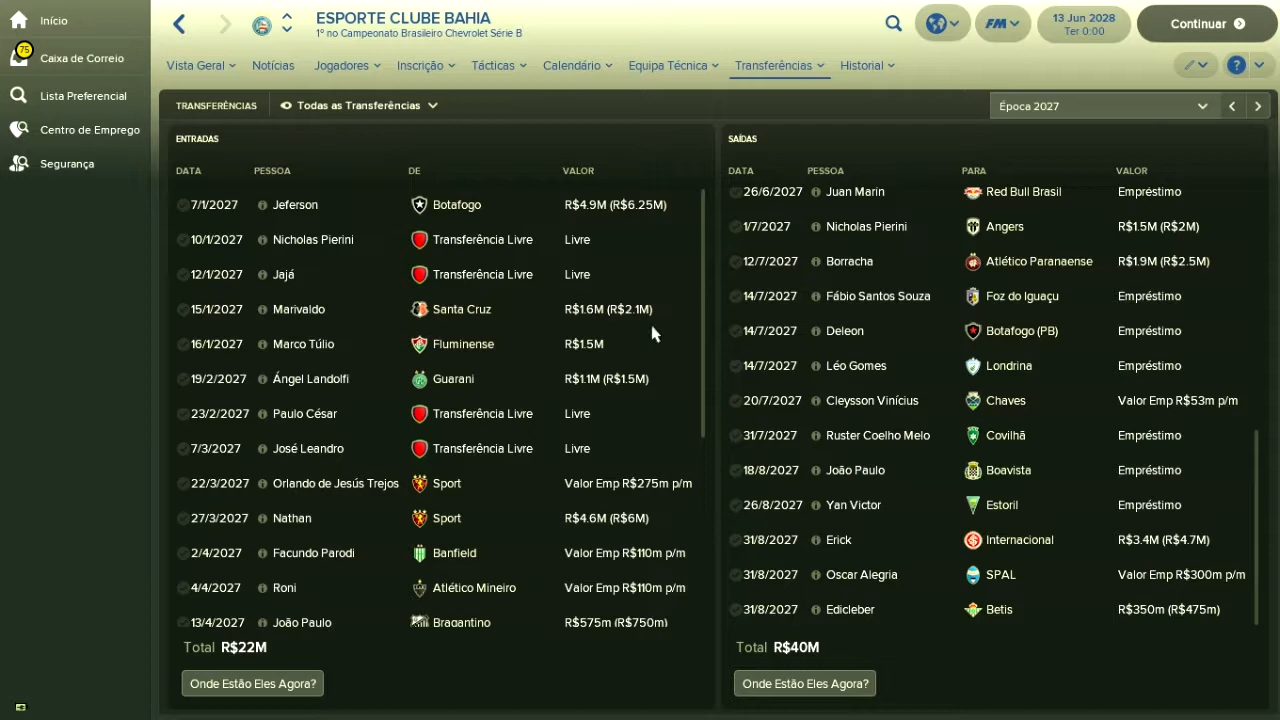 Início
75
Caixa de Correio
Lista Preferencial
Centro de Emprego
Segurança
ESPORTE CLUBE BAHIA
1º no Campeonato Brasileiro Chevrolet Série B
FM
13 Jun 2028
Ter 0:00
Continuar
Vista Geral
Notícias
Jogadores
Inscrição
Tácticas
Calendário
Equipa Técnica
Transferências
Historial
?
TRANSFERÊNCIAS
Todas as Transferências
Época 2027
ENTRADAS
DATA PESSOA DE VALOR
7/1/2027 Jeferson Botafogo R$4.9M (R$6.25M)
10/1/2027 Nicholas Pierini Transferência Livre Livre
12/1/2027 Jajá Transferência Livre Livre
15/1/2027 Marivaldo Santa Cruz R$1.6M (R$2.1M)
16/1/2027 Marco Túlio Fluminense R$1.5M
19/2/2027 Ángel Landolfi Guarani R$1.1M (R$1.5M)
23/2/2027 Paulo César Transferência Livre Livre
7/3/2027 José Leandro Transferência Livre Livre
22/3/2027 Orlando de Jesús Trejos Sport Valor Emp R$275m p/m
27/3/2027 Nathan Sport R$4.6M (R$6M)
2/4/2027 Facundo Parodi Banfield Valor Emp R$110m p/m
4/4/2027 Roni Atlético Mineiro Valor Emp R$110m p/m
13/4/2027 João Paulo Bragantino R$575m (R$750m)
Total R$22M
Onde Estão Eles Agora?
SAÍDAS
DATA PESSOA PARA VALOR
26/6/2027 Juan Marín Red Bull Brasil Empréstimo
1/7/2027 Nicholas Pierini Angers R$1.5M (R$2M)
12/7/2027 Borracha Atlético Paranaense R$1.9M (R$2.5M)
14/7/2027 Fábio Santos Souza Foz do Iguaçu Empréstimo
14/7/2027 Deleon Botafogo (PB) Empréstimo
14/7/2027 Léo Gomes Londrina Empréstimo
20/7/2027 Cleysson Vinícius Chaves Valor Emp R$53m p/m
31/7/2027 Ruster Coelho Melo Covilhã Empréstimo
18/8/2027 João Paulo Boavista Empréstimo
26/8/2027 Yan Victor Estoril Empréstimo
31/8/2027 Erick Internacional R$3.4M (R$4.7M)
31/8/2027 Oscar Alegria SPAL Valor Emp R$300m p/m
31/8/2027 Edicleber Betis R$350m (R$475m)
Total R$40M
Onde Estão Eles Agora?